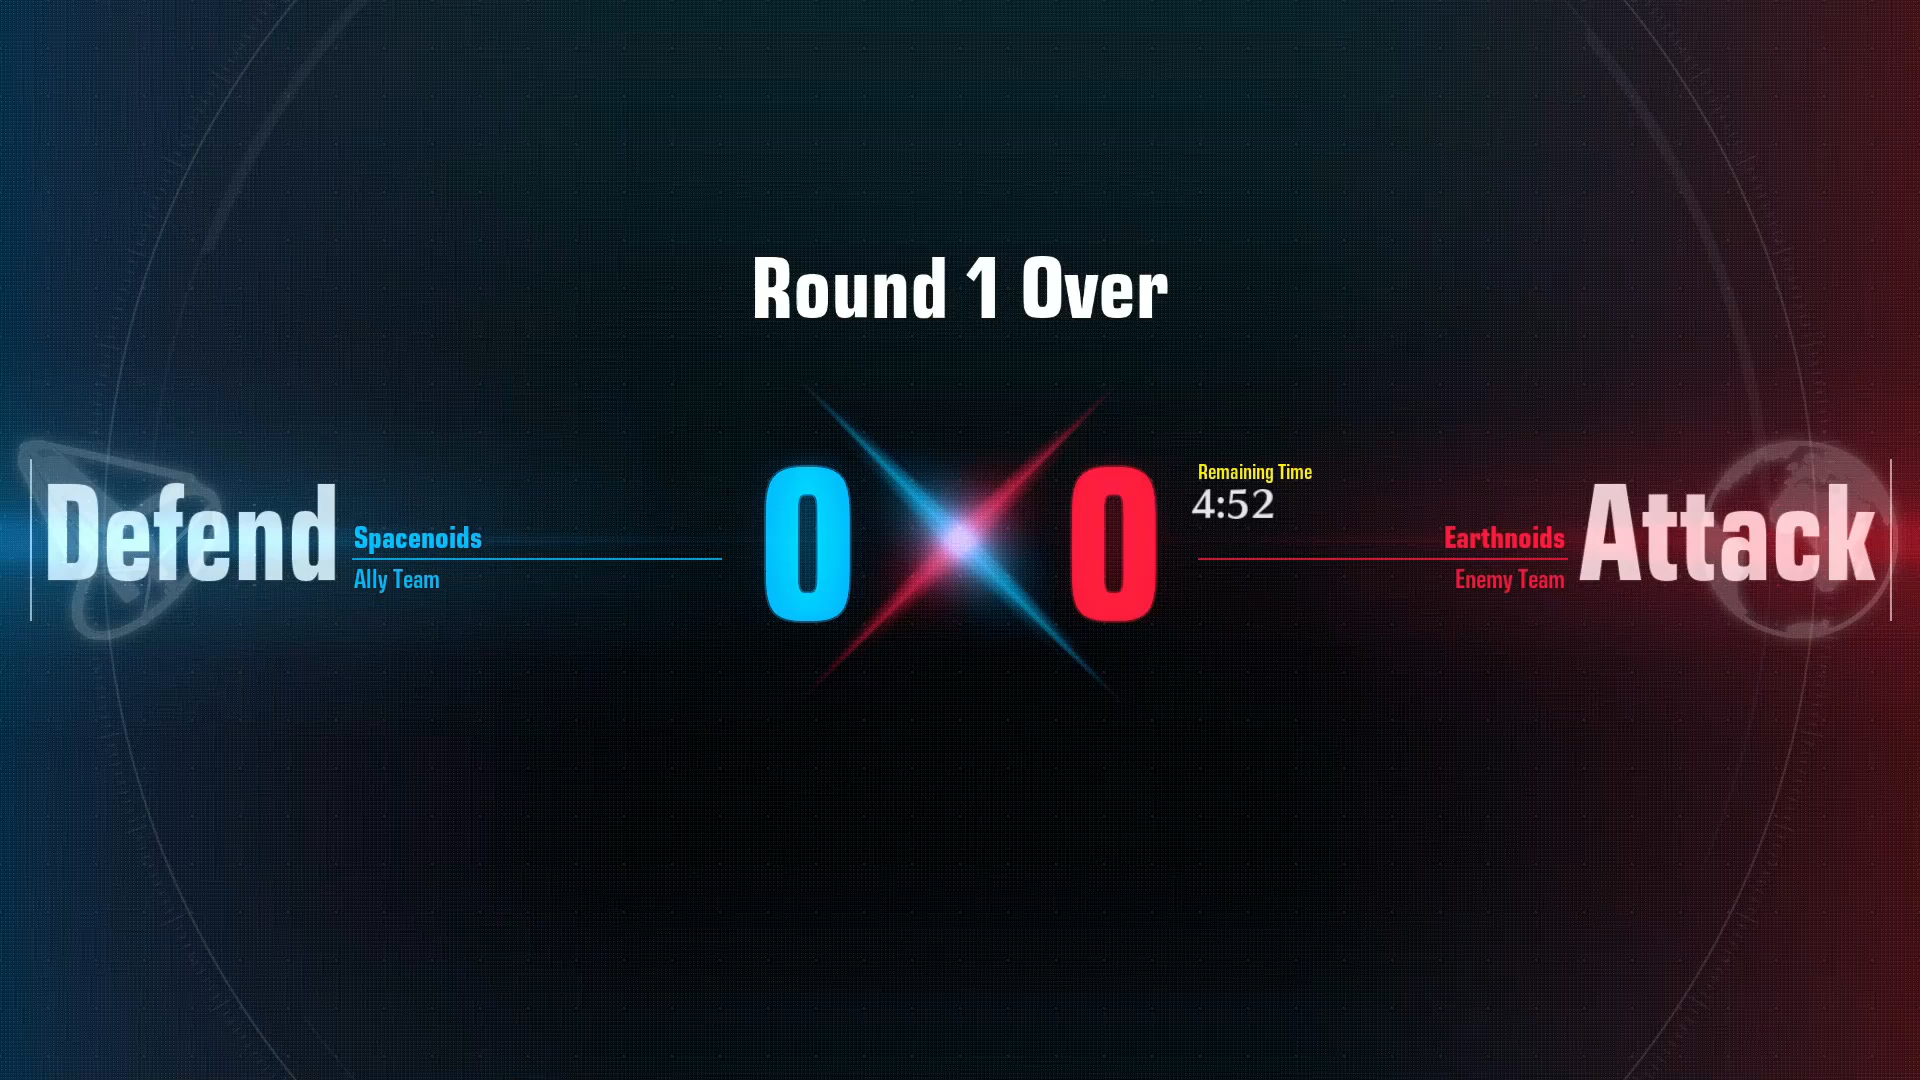 Round 1 Over
Defend
Spacenoids
Ally Team
0
0
Remaining Time
4:52
Earthnoids
Enemy Team
Attack